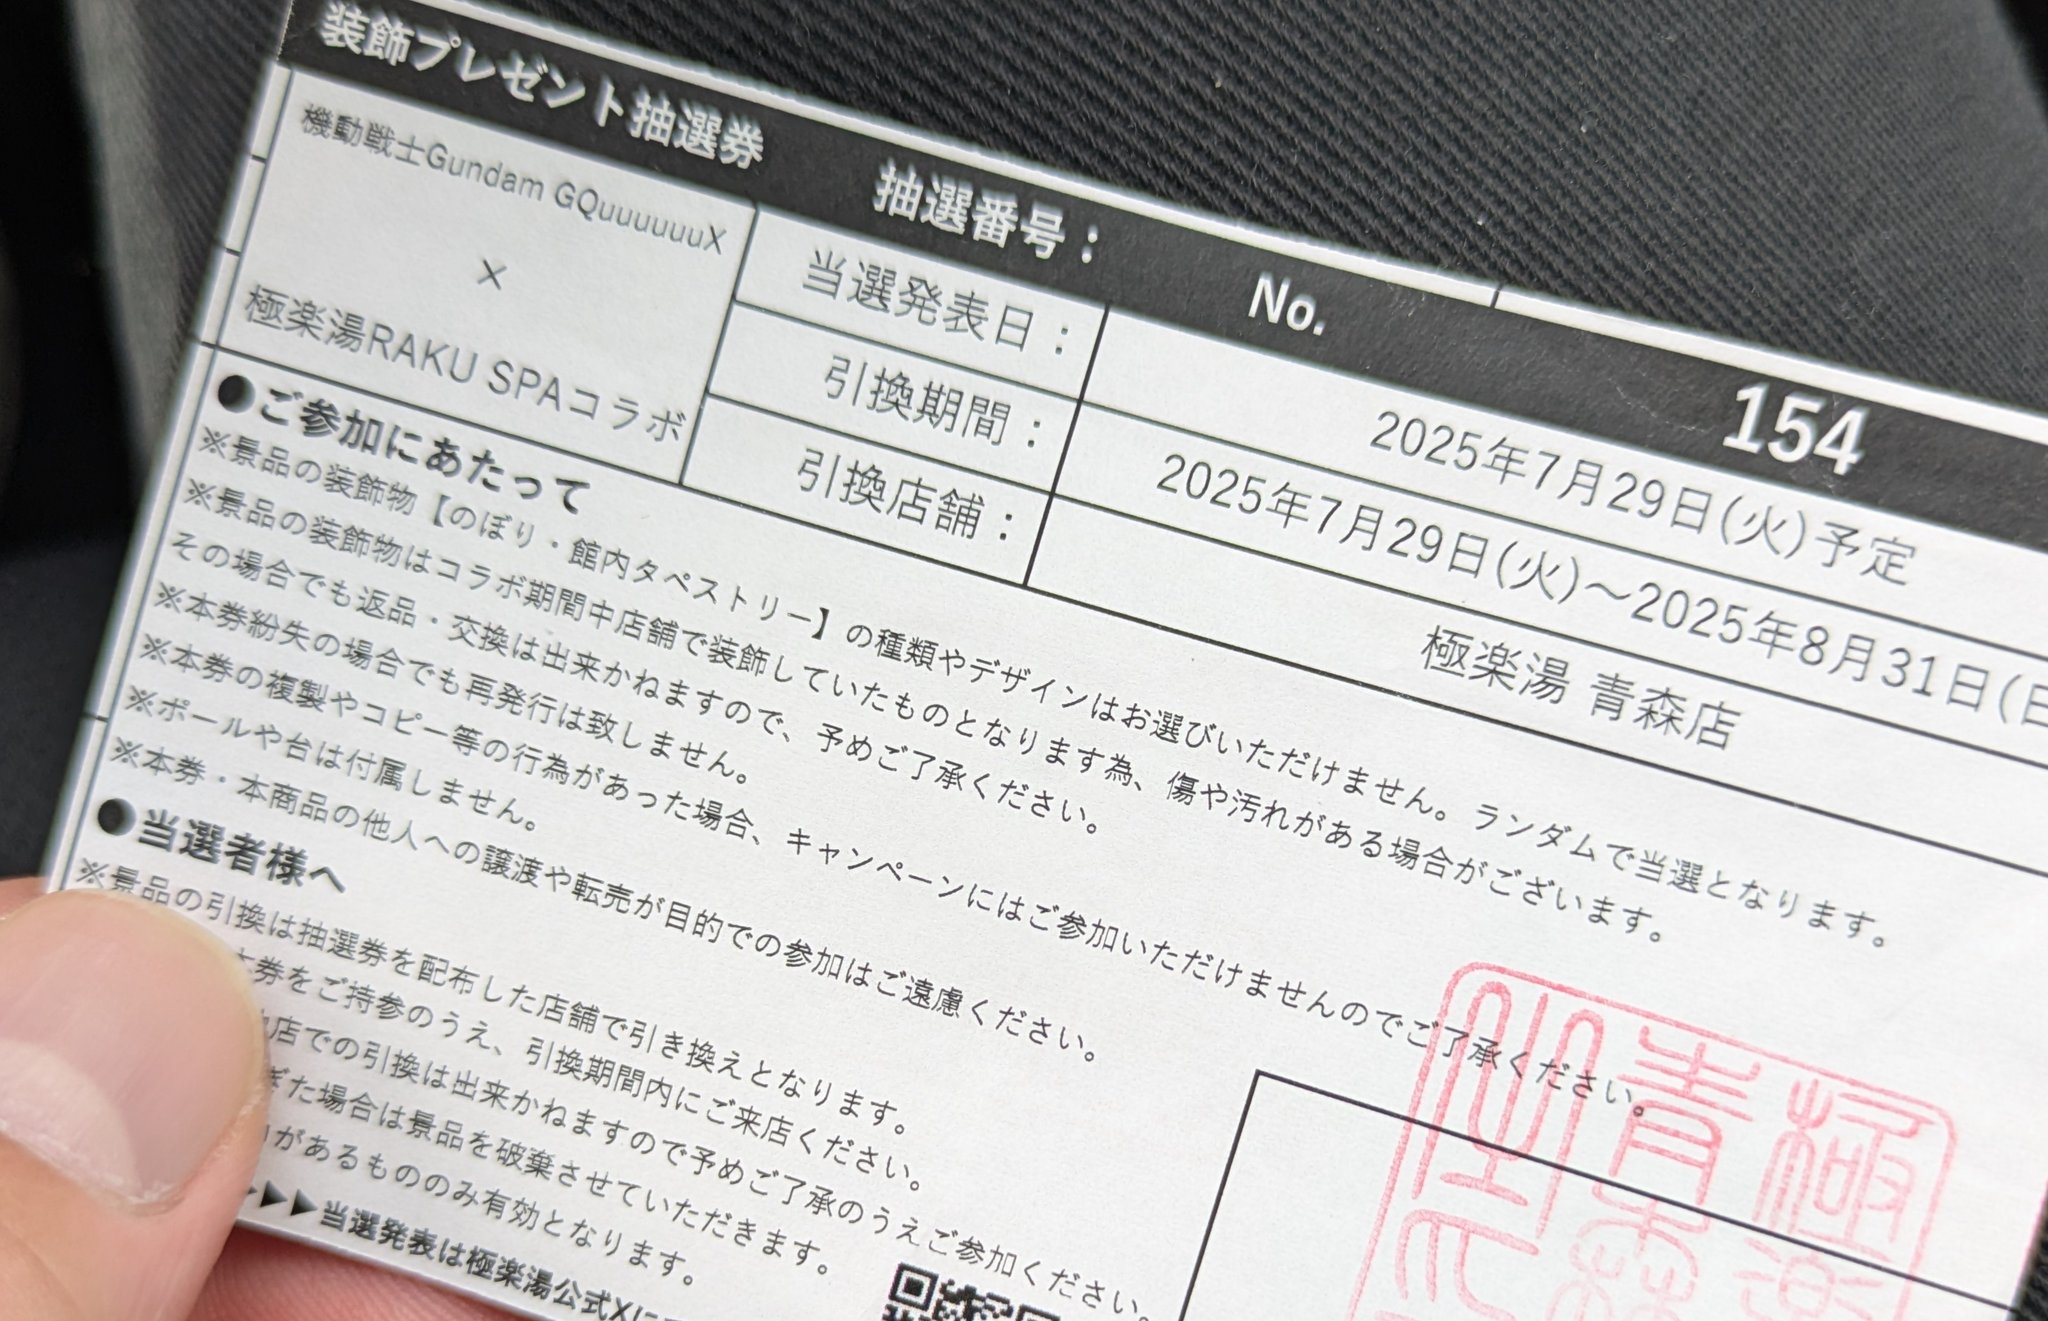 装飾プレゼント抽選券 抽選番号： No. 154
機動戦士Gundam GQuuuuuuX
×
極楽湯RAKU SPAコラボ
当選発表日： 2025年7月29日(火)予定
引換期間： 2025年7月29日(火)～2025年8月31日(日
引換店舗： 極楽湯 青森店
●ご参加にあたって
※景品の装飾物【のぼり・館内タペストリー】の種類やデザインはお選びいただけません。ランダムで当選となります。
※景品の装飾物はコラボ期間中店舗で装飾していたものとなります為、傷や汚れがある場合がございます。
その場合でも返品・交換は出来かねますので、予めご了承ください。
※本券紛失の場合でも再発行は致しません。
※本券の複製やコピー等の行為があった場合、キャンペーンにはご参加いただけませんのでご了承ください。
※ポールや台は付属しません。
※本券・本商品の他人への譲渡や転売が目的での参加はご遠慮ください。
●当選者様へ
※景品の引換は抽選券を配布した店舗で引き換えとなります。
券をご持参のうえ、引換期間内にご来店ください。
店での引換は出来かねますので予めご了承のうえご参加ください。
ぎた場合は景品を破棄させていただきます。
があるもののみ有効となります。
▶▶当選発表は極楽湯公式Xに
極楽
青森